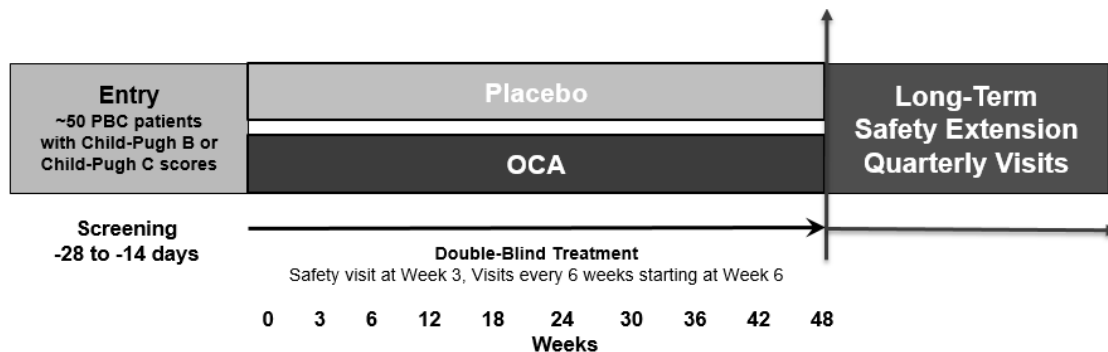 Entry
~50 PBC patients
with Child-Pugh B or
Child-Pugh C scores
Placebo
OCA
Long-Term
Safety Extension
Quarterly Visits
Screening
-28 to -14 days
Double-Blind Treatment
Safety visit at Week 3, Visits every 6 weeks starting at Week 6
0 3 6 12 18 24 30 36 42 48
Weeks